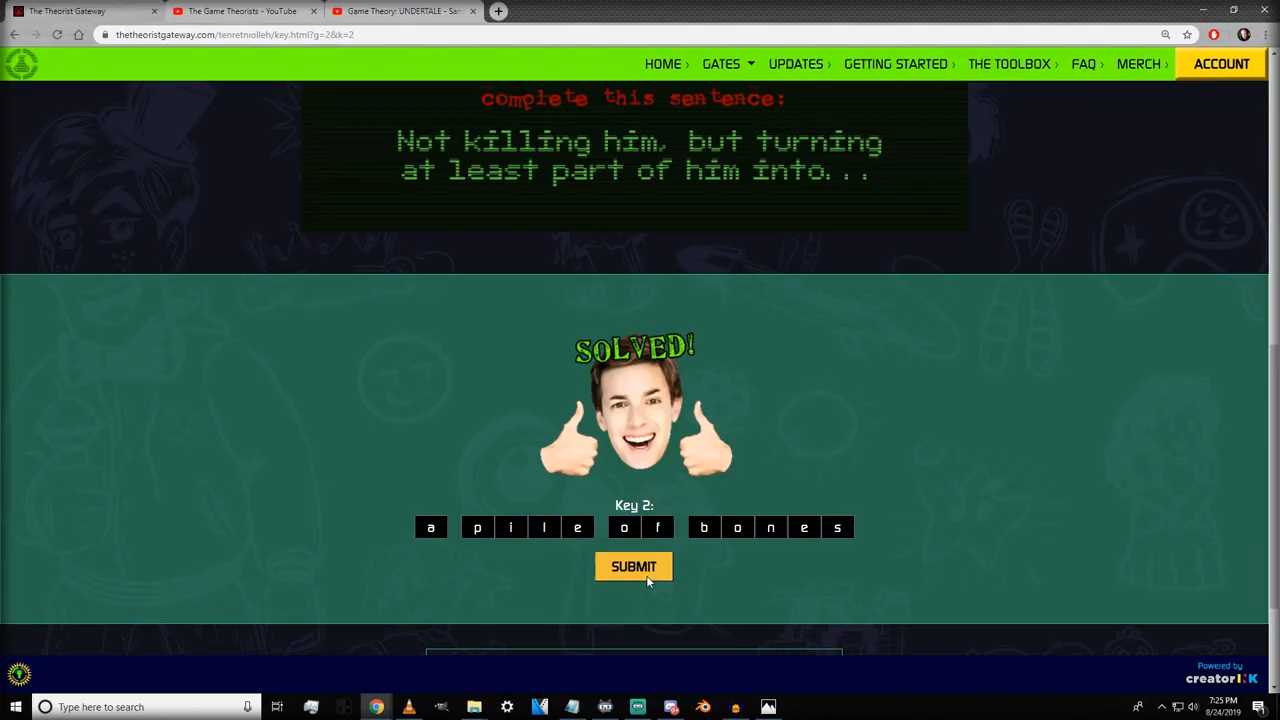 The Theorist Gateway
The Game Theorists - YouTube
Game Theory: UNDERTALE - San
thetheoristgateway.com/tenretniolleh/key.html?g=2&k=2
HOME › GATES UPDATES › GETTING STARTED › THE TOOLBOX › FAQ › MERCH › ACCOUNT
complete this sentence:
Not killing him, but turning
at least part of him into...
SOLVED!
Key 2:
a pile of bones
SUBMIT
Powered by
creatorINK
Type here to search
7:25 PM
8/24/2019